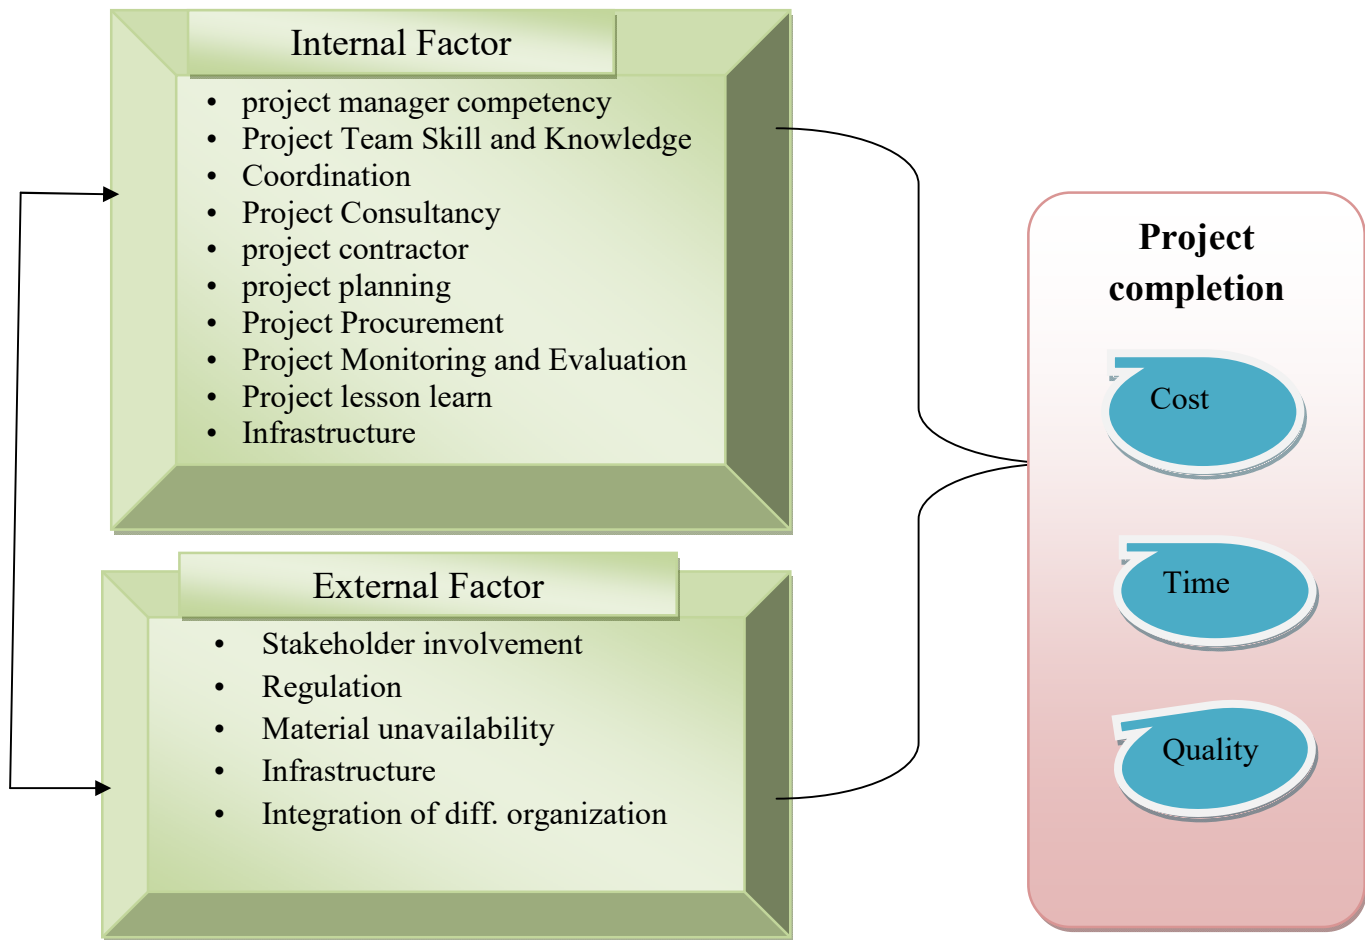 Internal Factor
• project manager competency
• Project Team Skill and Knowledge
• Coordination
• Project Consultancy
• project contractor
• project planning
• Project Procurement
• Project Monitoring and Evaluation
• Project lesson learn
• Infrastructure
External Factor
• Stakeholder involvement
• Regulation
• Material unavailability
• Infrastructure
• Integration of diff. organization
Project
completion
Cost
Time
Quality